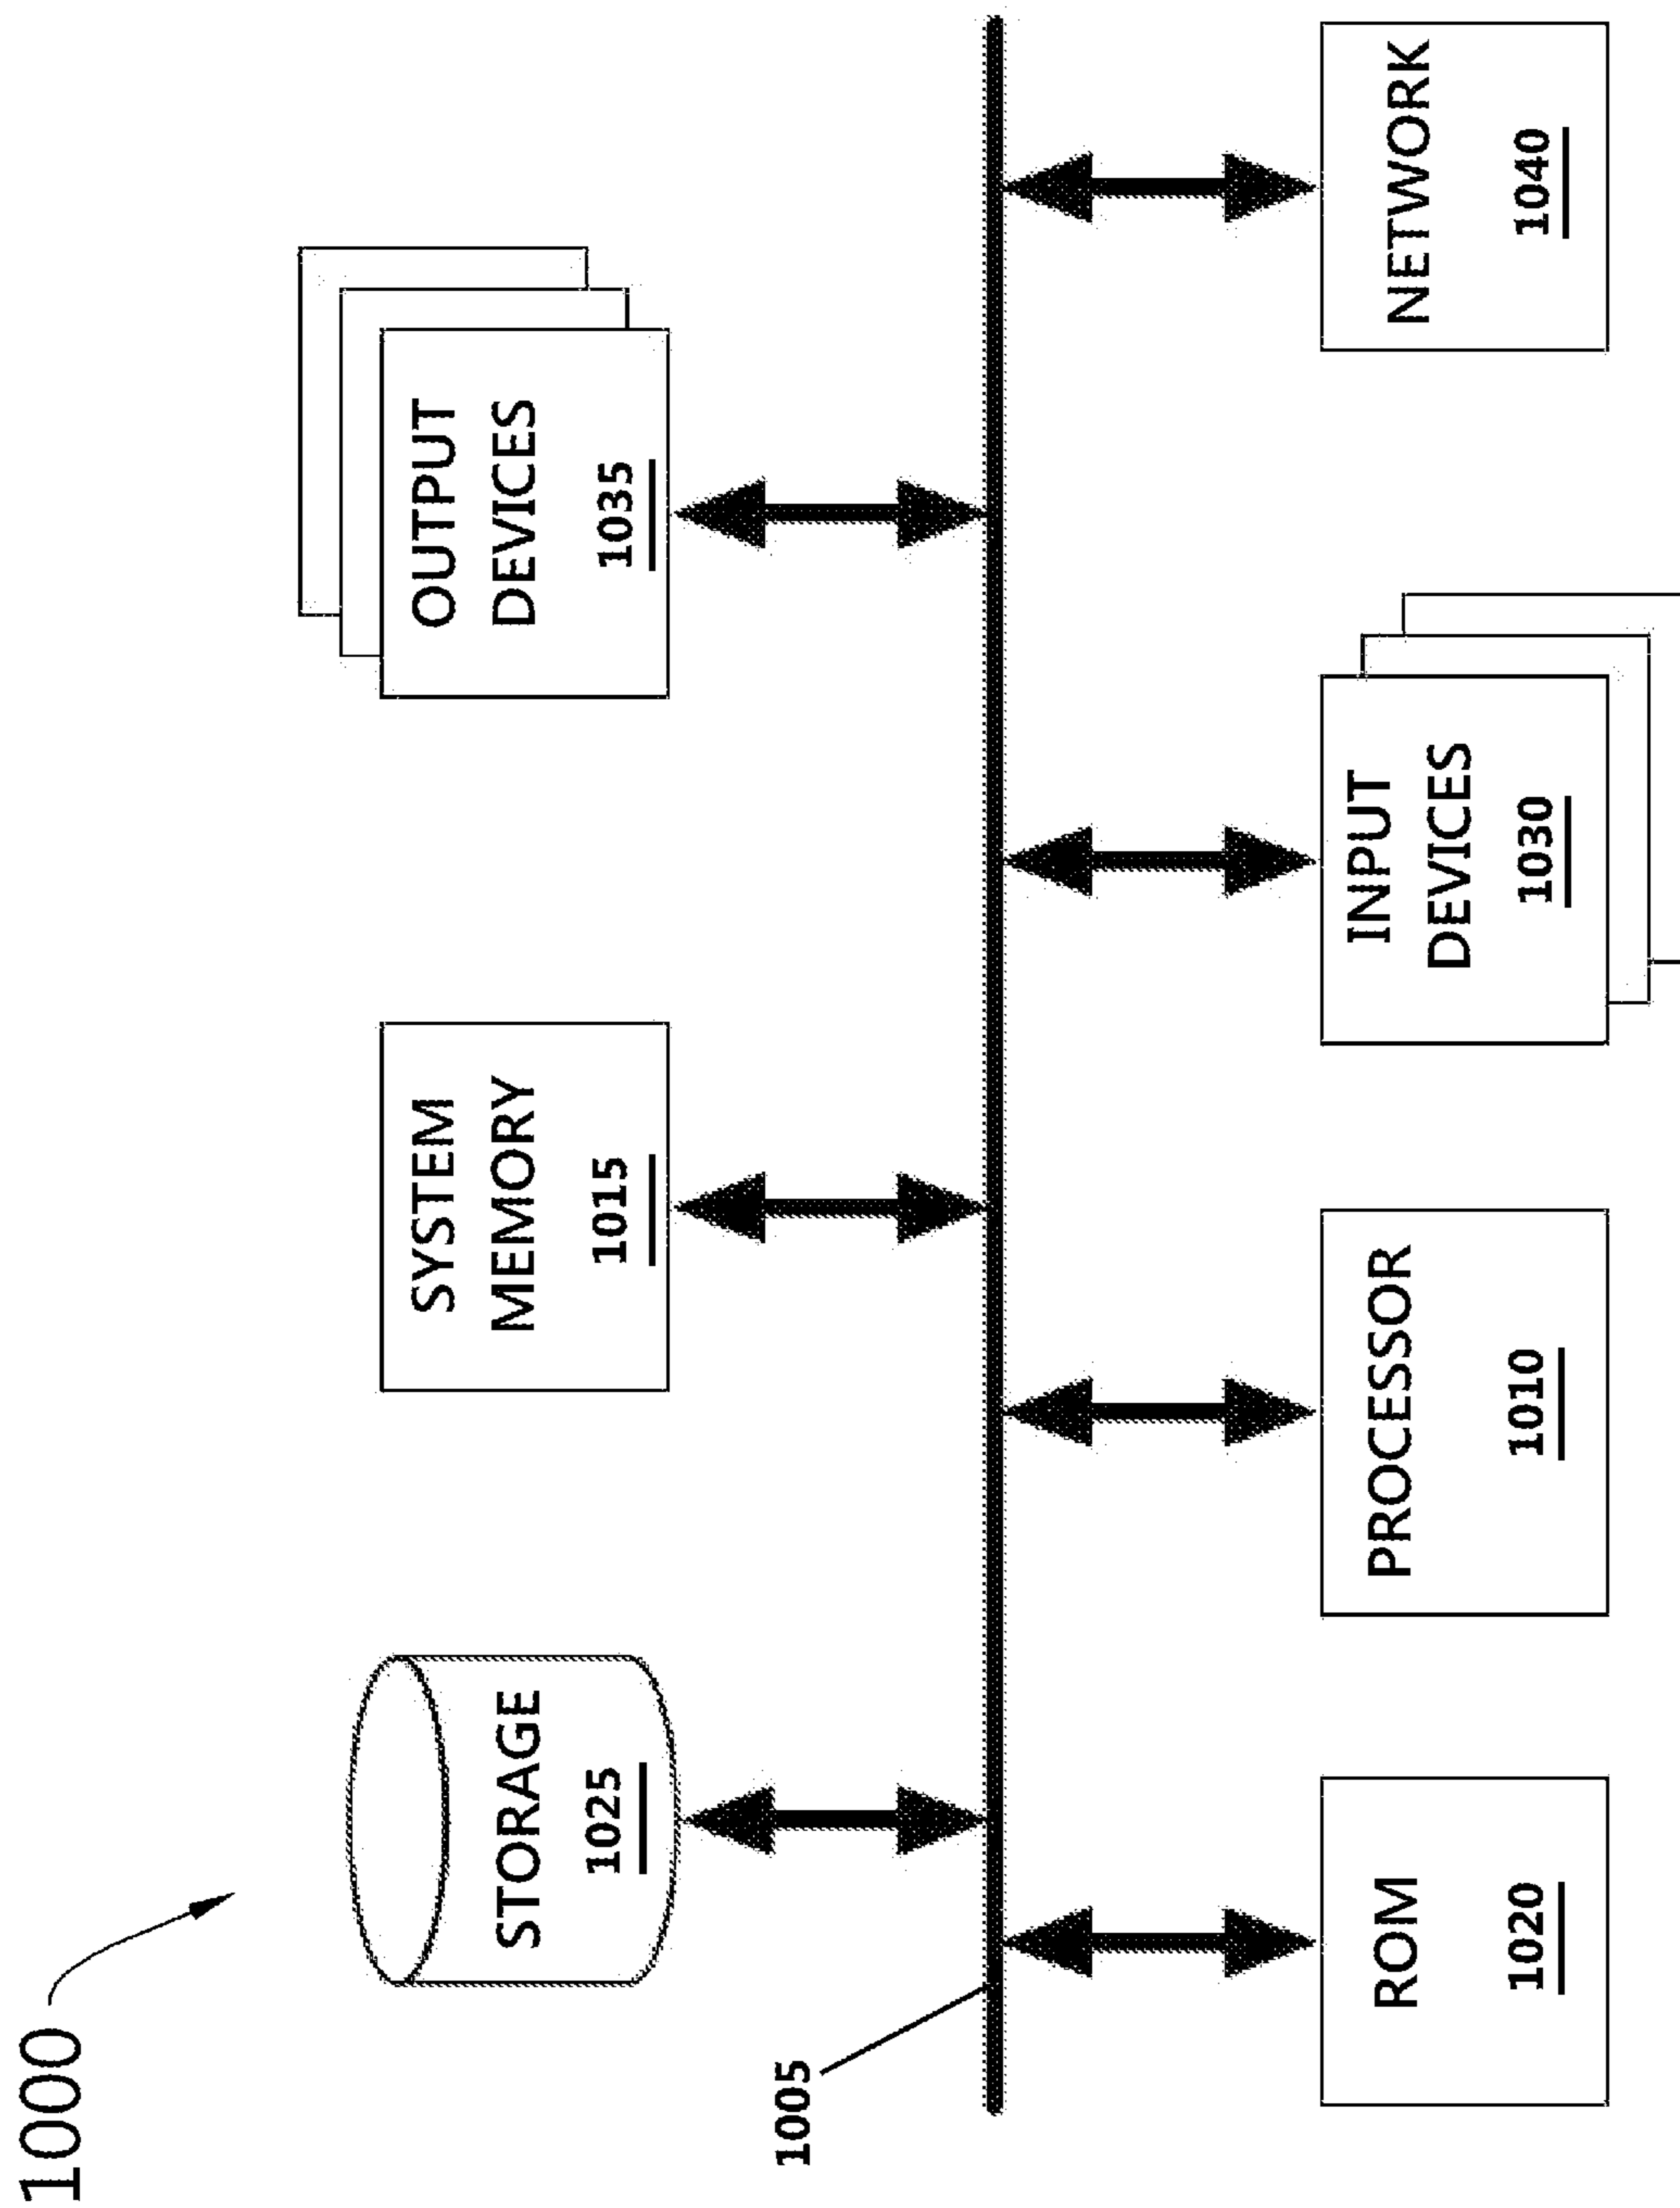 1000
STORAGE
1025
SYSTEM
MEMORY
1015
OUTPUT
DEVICES
1035
1005
ROM
1020
PROCESSOR
1010
INPUT
DEVICES
1030
NETWORK
1040